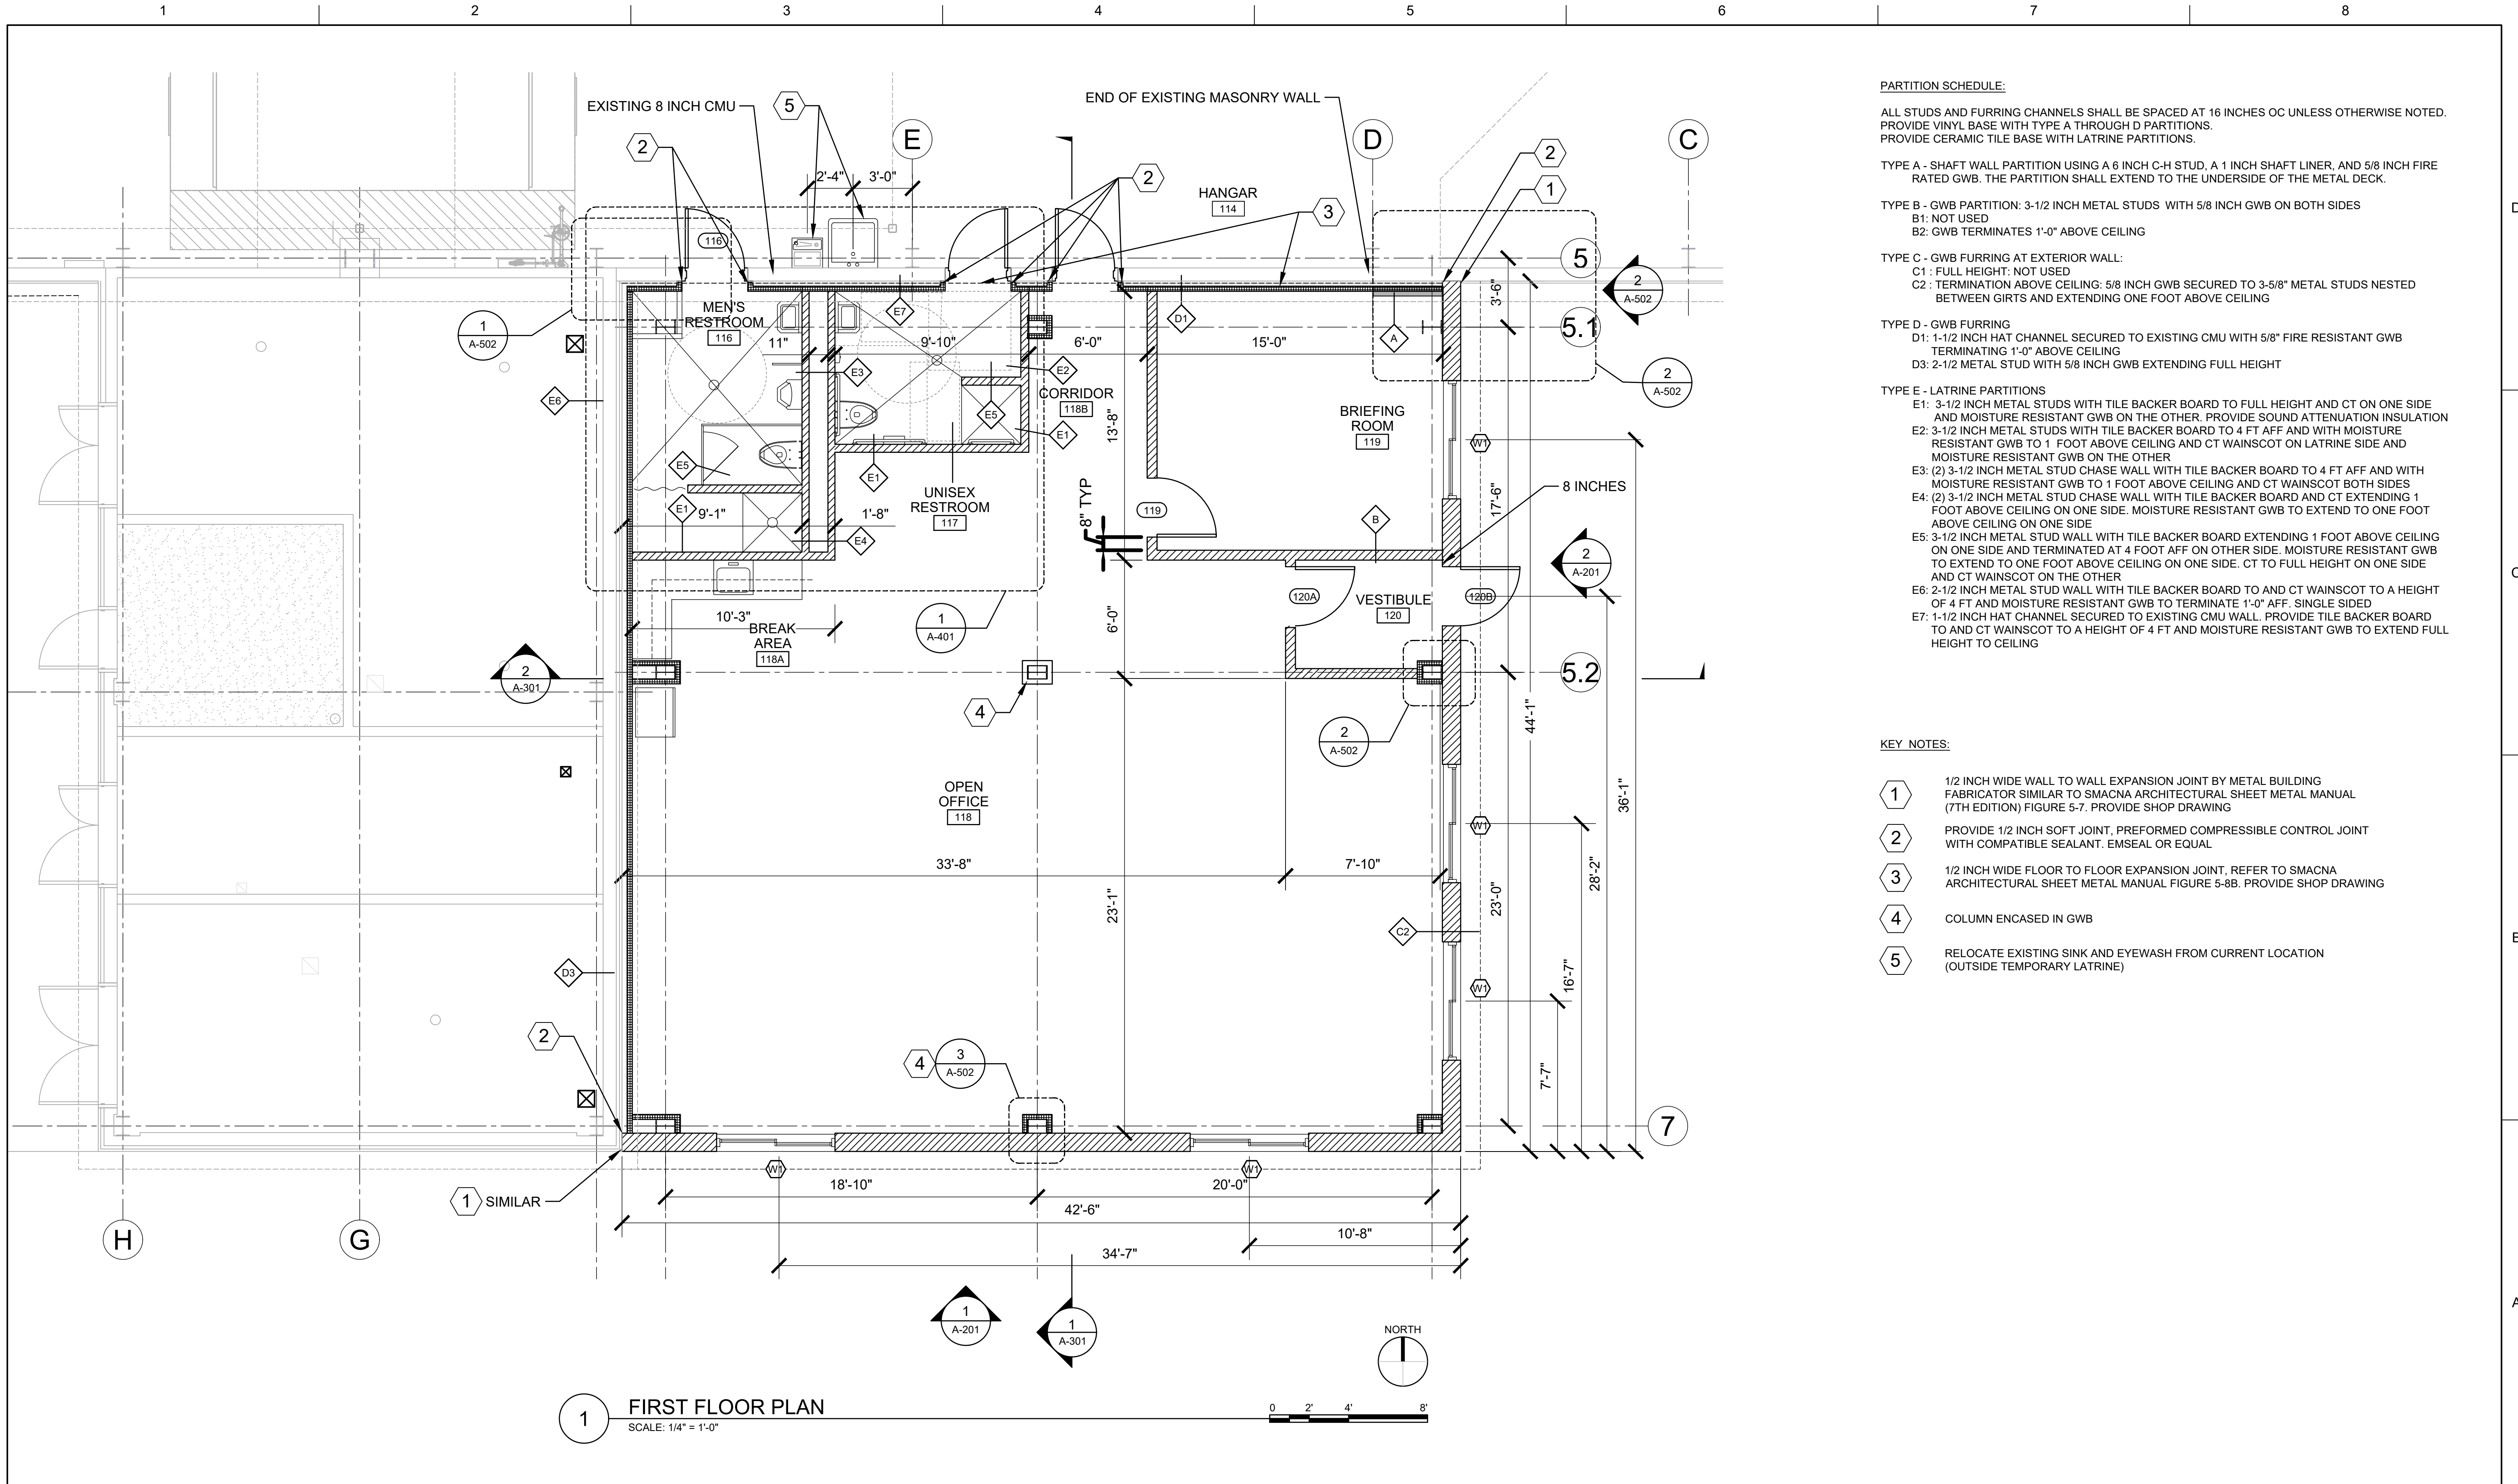 1 2 3 4 5 6 7 8
D
C
B
A
EXISTING 8 INCH CMU
5
END OF EXISTING MASONRY WALL
E
D
C
2
2
2
1
2'-4" 3'-0"
HANGAR
114
3
116
5
2
A-502
3'-6"
MEN'S
RESTROOM
116
E7
D1
A
5.1
1
A-502
11" 9'-10" 6'-0" 15'-0"
E3
E2
2
A-502
E6
CORRIDOR
118B
E5
E1
13'-8"
BRIEFING
ROOM
119
W1
E5
E1
UNISEX
RESTROOM
117
8 INCHES
17'-6"
E1
9'-1" 1'-8"
E4
8" TYP
119
B
2
A-201
120A
VESTIBULE
120
120B
10'-3"
BREAK
AREA
118A
1
A-401
6'-0"
2
A-301
5.2
4
2
A-502
44'-1"
36'-1"
OPEN
OFFICE
118
W1
33'-8" 7'-10"
28'-2"
23'-1"
23'-0"
C2
D3
16'-7"
W1
2
4
3
A-502
7'-7"
7
W1
W1
18'-10" 20'-0"
1 SIMILAR
42'-6"
H
G
10'-8"
34'-7"
1
A-201
1
A-301
NORTH
1
FIRST FLOOR PLAN
SCALE: 1/4" = 1'-0"
0 2' 4' 8'
PARTITION SCHEDULE:
ALL STUDS AND FURRING CHANNELS SHALL BE SPACED AT 16 INCHES OC UNLESS OTHERWISE NOTED.
PROVIDE VINYL BASE WITH TYPE A THROUGH D PARTITIONS.
PROVIDE CERAMIC TILE BASE WITH LATRINE PARTITIONS.
TYPE A - SHAFT WALL PARTITION USING A 6 INCH C-H STUD, A 1 INCH SHAFT LINER, AND 5/8 INCH FIRE
RATED GWB. THE PARTITION SHALL EXTEND TO THE UNDERSIDE OF THE METAL DECK.
TYPE B - GWB PARTITION: 3-1/2 INCH METAL STUDS WITH 5/8 INCH GWB ON BOTH SIDES
B1: NOT USED
B2: GWB TERMINATES 1'-0" ABOVE CEILING
TYPE C - GWB FURRING AT EXTERIOR WALL:
C1 : FULL HEIGHT: NOT USED
C2 : TERMINATION ABOVE CEILING: 5/8 INCH GWB SECURED TO 3-5/8" METAL STUDS NESTED
BETWEEN GIRTS AND EXTENDING ONE FOOT ABOVE CEILING
TYPE D - GWB FURRING
D1: 1-1/2 INCH HAT CHANNEL SECURED TO EXISTING CMU WITH 5/8" FIRE RESISTANT GWB
TERMINATING 1'-0" ABOVE CEILING
D3: 2-1/2 METAL STUD WITH 5/8 INCH GWB EXTENDING FULL HEIGHT
TYPE E - LATRINE PARTITIONS
E1: 3-1/2 INCH METAL STUDS WITH TILE BACKER BOARD TO FULL HEIGHT AND CT ON ONE SIDE
AND MOISTURE RESISTANT GWB ON THE OTHER. PROVIDE SOUND ATTENUATION INSULATION
E2: 3-1/2 INCH METAL STUDS WITH TILE BACKER BOARD TO 4 FT AFF AND WITH MOISTURE
RESISTANT GWB TO 1 FOOT ABOVE CEILING AND CT WAINSCOT ON LATRINE SIDE AND
MOISTURE RESISTANT GWB ON THE OTHER
E3: (2) 3-1/2 INCH METAL STUD CHASE WALL WITH TILE BACKER BOARD TO 4 FT AFF AND WITH
MOISTURE RESISTANT GWB TO 1 FOOT ABOVE CEILING AND CT WAINSCOT BOTH SIDES
E4: (2) 3-1/2 INCH METAL STUD CHASE WALL WITH TILE BACKER BOARD AND CT EXTENDING 1
FOOT ABOVE CEILING ON ONE SIDE. MOISTURE RESISTANT GWB TO EXTEND TO ONE FOOT
ABOVE CEILING ON ONE SIDE
E5: 3-1/2 INCH METAL STUD WALL WITH TILE BACKER BOARD EXTENDING 1 FOOT ABOVE CEILING
ON ONE SIDE AND TERMINATED AT 4 FOOT AFF ON OTHER SIDE. MOISTURE RESISTANT GWB
TO EXTEND TO ONE FOOT ABOVE CEILING ON ONE SIDE. CT TO FULL HEIGHT ON ONE SIDE
AND CT WAINSCOT ON THE OTHER
E6: 2-1/2 INCH METAL STUD WALL WITH TILE BACKER BOARD TO AND CT WAINSCOT TO A HEIGHT
OF 4 FT AND MOISTURE RESISTANT GWB TO TERMINATE 1'-0" AFF. SINGLE SIDED
E7: 1-1/2 INCH HAT CHANNEL SECURED TO EXISTING CMU WALL. PROVIDE TILE BACKER BOARD
TO AND CT WAINSCOT TO A HEIGHT OF 4 FT AND MOISTURE RESISTANT GWB TO EXTEND FULL
HEIGHT TO CEILING
KEY NOTES:
1
1/2 INCH WIDE WALL TO WALL EXPANSION JOINT BY METAL BUILDING
FABRICATOR SIMILAR TO SMACNA ARCHITECTURAL SHEET METAL MANUAL
(7TH EDITION) FIGURE 5-7. PROVIDE SHOP DRAWING
2
PROVIDE 1/2 INCH SOFT JOINT, PREFORMED COMPRESSIBLE CONTROL JOINT
WITH COMPATIBLE SEALANT. EMSEAL OR EQUAL
3
1/2 INCH WIDE FLOOR TO FLOOR EXPANSION JOINT, REFER TO SMACNA
ARCHITECTURAL SHEET METAL MANUAL FIGURE 5-8B. PROVIDE SHOP DRAWING
4
COLUMN ENCASED IN GWB
5
RELOCATE EXISTING SINK AND EYEWASH FROM CURRENT LOCATION
(OUTSIDE TEMPORARY LATRINE)